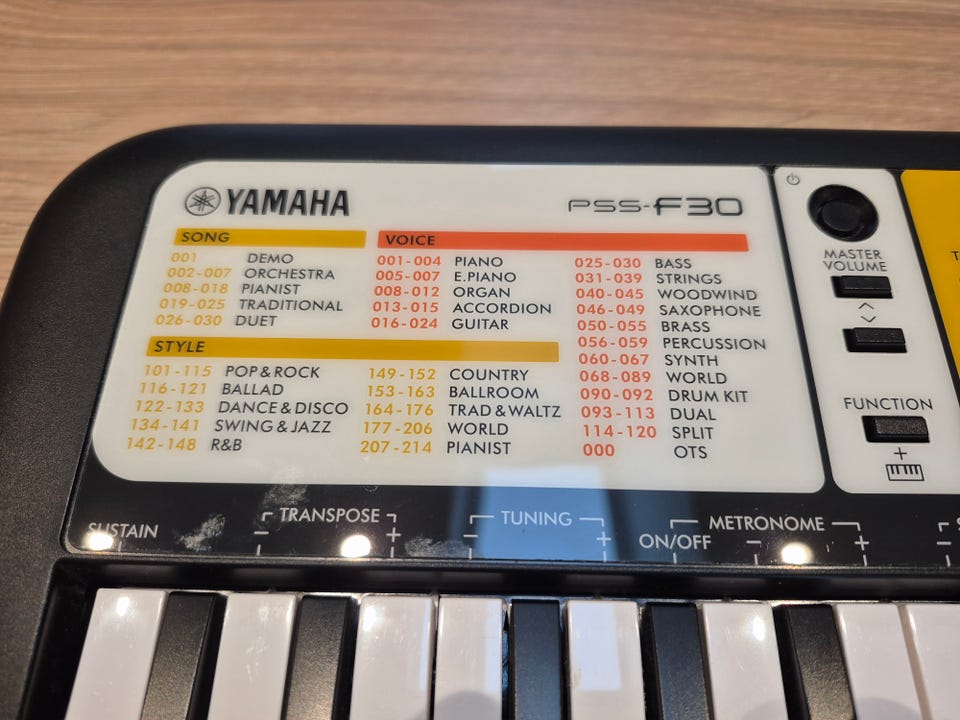 YAMAHA
PSS-F30
SONG
001 DEMO
002-007 ORCHESTRA
008-018 PIANIST
019-025 TRADITIONAL
026-030 DUET
VOICE
001-004 PIANO
005-007 E.PIANO
008-012 ORGAN
013-015 ACCORDION
016-024 GUITAR
025-030 BASS
031-039 STRINGS
040-045 WOODWIND
046-049 SAXOPHONE
050-055 BRASS
056-059 PERCUSSION
060-067 SYNTH
068-089 WORLD
090-092 DRUM KIT
093-113 DUAL
114-120 SPLIT
000 OTS
STYLE
101-115 POP&ROCK
116-121 BALLAD
122-133 DANCE&DISCO
134-141 SWING&JAZZ
142-148 R&B
149-152 COUNTRY
153-163 BALLROOM
164-176 TRAD&WALTZ
177-206 WORLD
207-214 PIANIST
MASTER
VOLUME
FUNCTION
+
SUSTAIN
TRANSPOSE
- +
TUNING
- +
METRONOME
ON/OFF - +
-